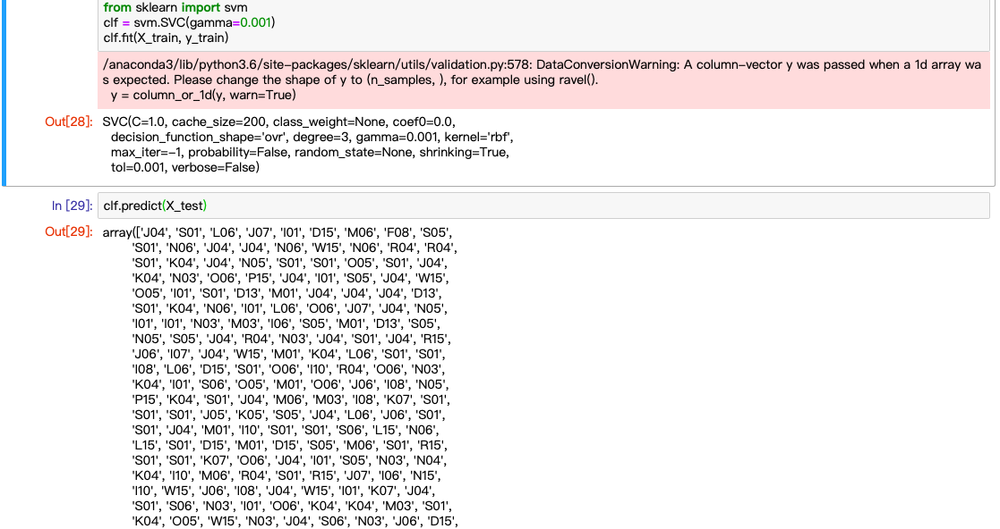 from sklearn import svm
clf = svm.SVC(gamma=0.001)
clf.fit(X_train, y_train)
/anaconda3/lib/python3.6/site-packages/sklearn/utils/validation.py:578: DataConversionWarning: A column-vector y was passed when a 1d array wa
s expected. Please change the shape of y to (n_samples, ), for example using ravel().
y = column_or_1d(y, warn=True)
Out[28]: SVC(C=1.0, cache_size=200, class_weight=None, coef0=0.0,
decision_function_shape='ovr', degree=3, gamma=0.001, kernel='rbf',
max_iter=-1, probability=False, random_state=None, shrinking=True,
tol=0.001, verbose=False)
In [29]: clf.predict(X_test)
Out[29]: array(['J04', 'S01', 'L06', 'J07', 'I01', 'D15', 'M06', 'F08', 'S05',
'S01', 'N06', 'J04', 'J04', 'N06', 'W15', 'N06', 'R04', 'R04',
'S01', 'K04', 'J04', 'N05', 'S01', 'S01', 'O05', 'S01', 'J04',
'K04', 'N03', 'O06', 'P15', 'J04', 'I01', 'S05', 'J04', 'W15',
'O05', 'I01', 'S01', 'D13', 'M01', 'J04', 'J04', 'J04', 'D13',
'S01', 'K04', 'N06', 'I01', 'L06', 'O06', 'J07', 'J04', 'N05',
'I01', 'I01', 'N03', 'M03', 'I06', 'S05', 'M01', 'D13', 'S05',
'N05', 'S05', 'J04', 'R04', 'N03', 'J04', 'S01', 'J04', 'R15',
'J06', 'I07', 'J04', 'W15', 'M01', 'K04', 'L06', 'S01', 'S01',
'I08', 'L06', 'D15', 'S01', 'O06', 'I10', 'R04', 'O06', 'N03',
'K04', 'I01', 'S06', 'O05', 'M01', 'O06', 'J06', 'I08', 'N05',
'P15', 'K04', 'S01', 'J04', 'M06', 'M03', 'I08', 'K07', 'S01',
'S01', 'S01', 'J05', 'K05', 'S05', 'J04', 'L06', 'J06', 'S01',
'S01', 'J04', 'M01', 'I10', 'S01', 'S01', 'S06', 'L15', 'N06',
'L15', 'S01', 'D15', 'M01', 'D15', 'S05', 'M06', 'S01', 'R15',
'S01', 'S01', 'K07', 'O06', 'J04', 'I01', 'S05', 'N03', 'N04',
'K04', 'I10', 'M06', 'R04', 'S01', 'R15', 'J07', 'I06', 'N15',
'I10', 'W15', 'J06', 'I08', 'J04', 'W15', 'I01', 'K07', 'J04',
'S01', 'S06', 'N03', 'I01', 'O06', 'K04', 'K04', 'M03', 'S01',
'K04', 'O05', 'W15', 'N03', 'J04', 'S06', 'N03', 'J06', 'D15',